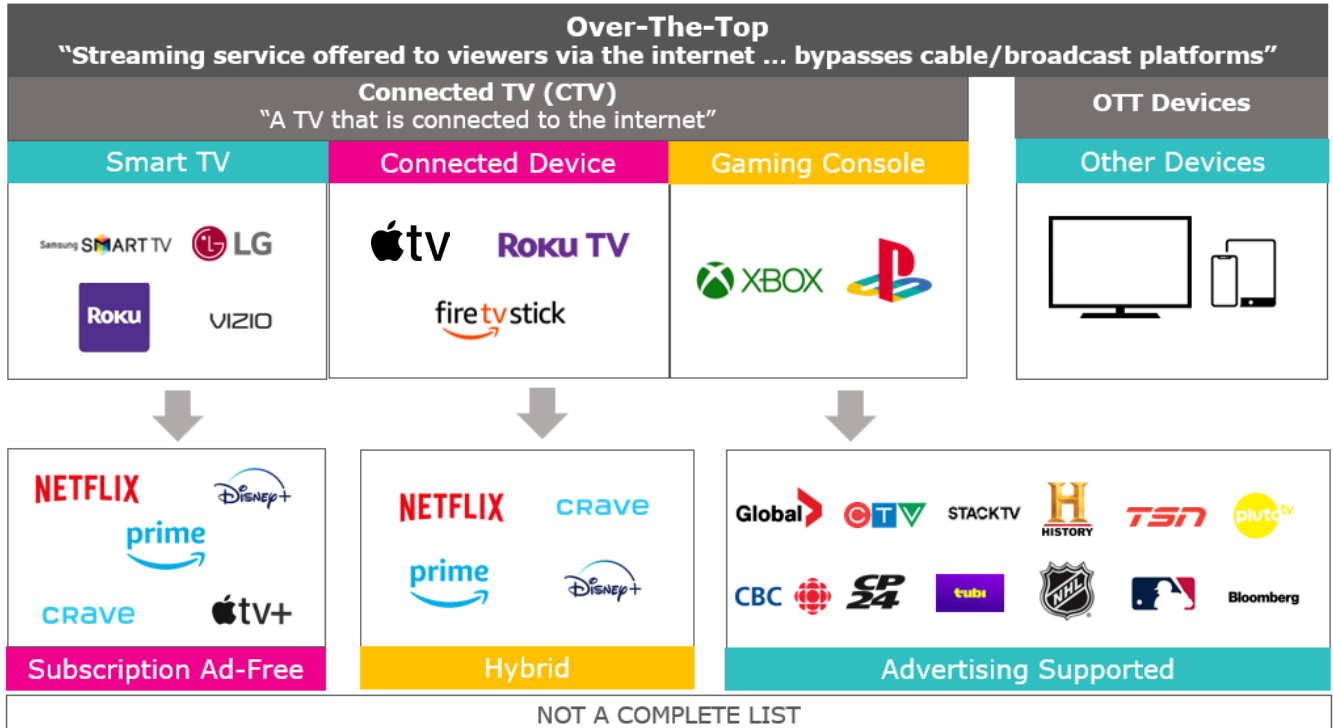 Over-The-Top
“Streaming service offered to viewers via the internet ... bypasses cable/broadcast platforms”
Connected TV (CTV)
“A TV that is connected to the internet”
OTT Devices
Smart TV
Connected Device
Gaming Console
Other Devices
Samsung SMART TV
LG
Roku
VIZIO
tv
Roku TV
fire tv stick
XBOX
NETFLIX
Disney+
prime
crave
tv+
NETFLIX
crave
prime
Disney+
Global
CTV
STACKTV
H
HISTORY
TSN
pluto tv
CBC
CP
24
tubi
NHL
Bloomberg
Subscription Ad-Free
Hybrid
Advertising Supported
NOT A COMPLETE LIST